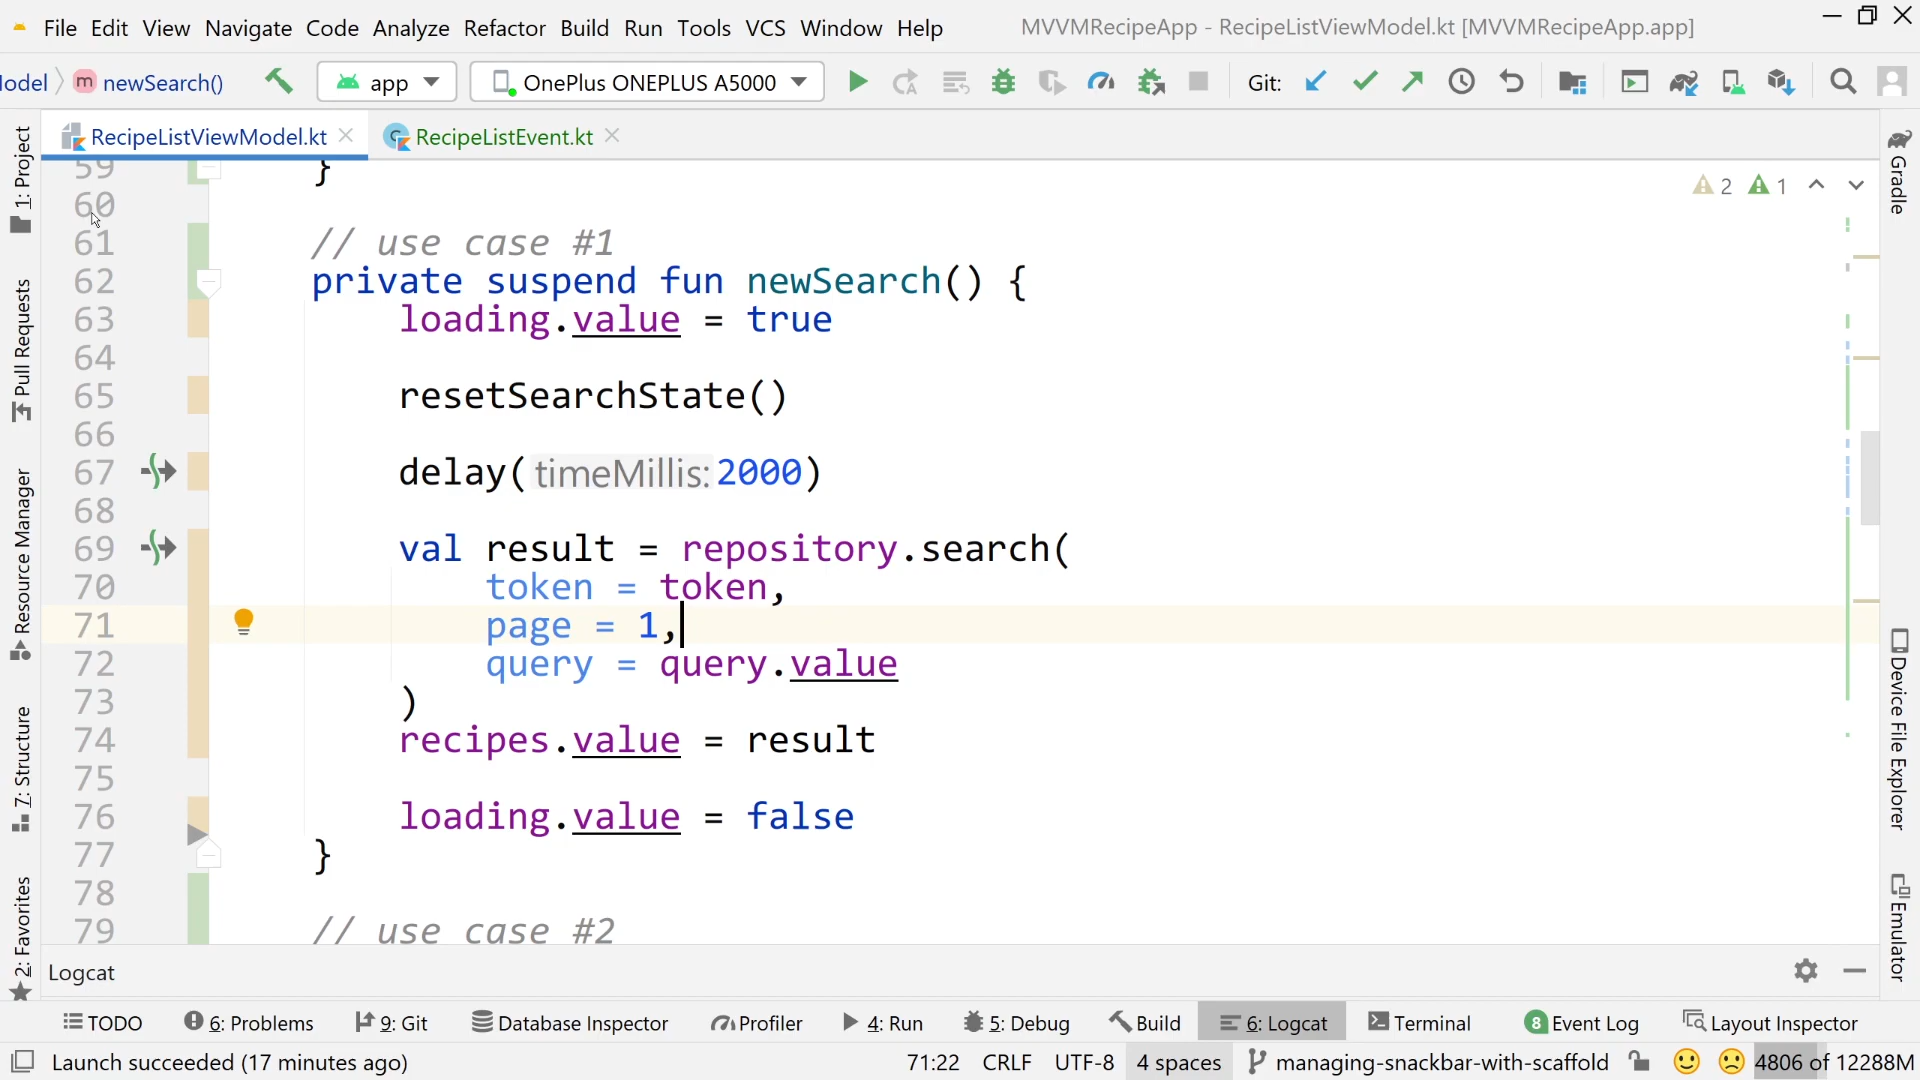 File Edit View Navigate Code Analyze Refactor Build Run Tools VCS Window Help MVVMRecipeApp - RecipeListViewModel.kt [MVVMRecipeApp.app]
lodel m newSearch() app OnePlus ONEPLUS A5000 Git:
RecipeListViewModel.kt RecipeListEvent.kt
59 }
2 1
60
61 // use case #1
62 private suspend fun newSearch() {
63 loading.value = true
64
65 resetSearchState()
66
67 delay( timeMillis: 2000)
68
69 val result = repository.search(
70 token = token,
71 page = 1,
72 query = query.value
73 )
74 recipes.value = result
75
76 loading.value = false
77 }
78
79 // use case #2
1: Project
Pull Requests
Resource Manager
7: Structure
2: Favorites
Gradle
Device File Explorer
Emulator
Logcat
TODO 6: Problems 9: Git Database Inspector Profiler 4: Run 5: Debug Build 6: Logcat Terminal 8 Event Log Layout Inspector
Launch succeeded (17 minutes ago) 71:22 CRLF UTF-8 4 spaces managing-snackbar-with-scaffold 4806 of 12288M